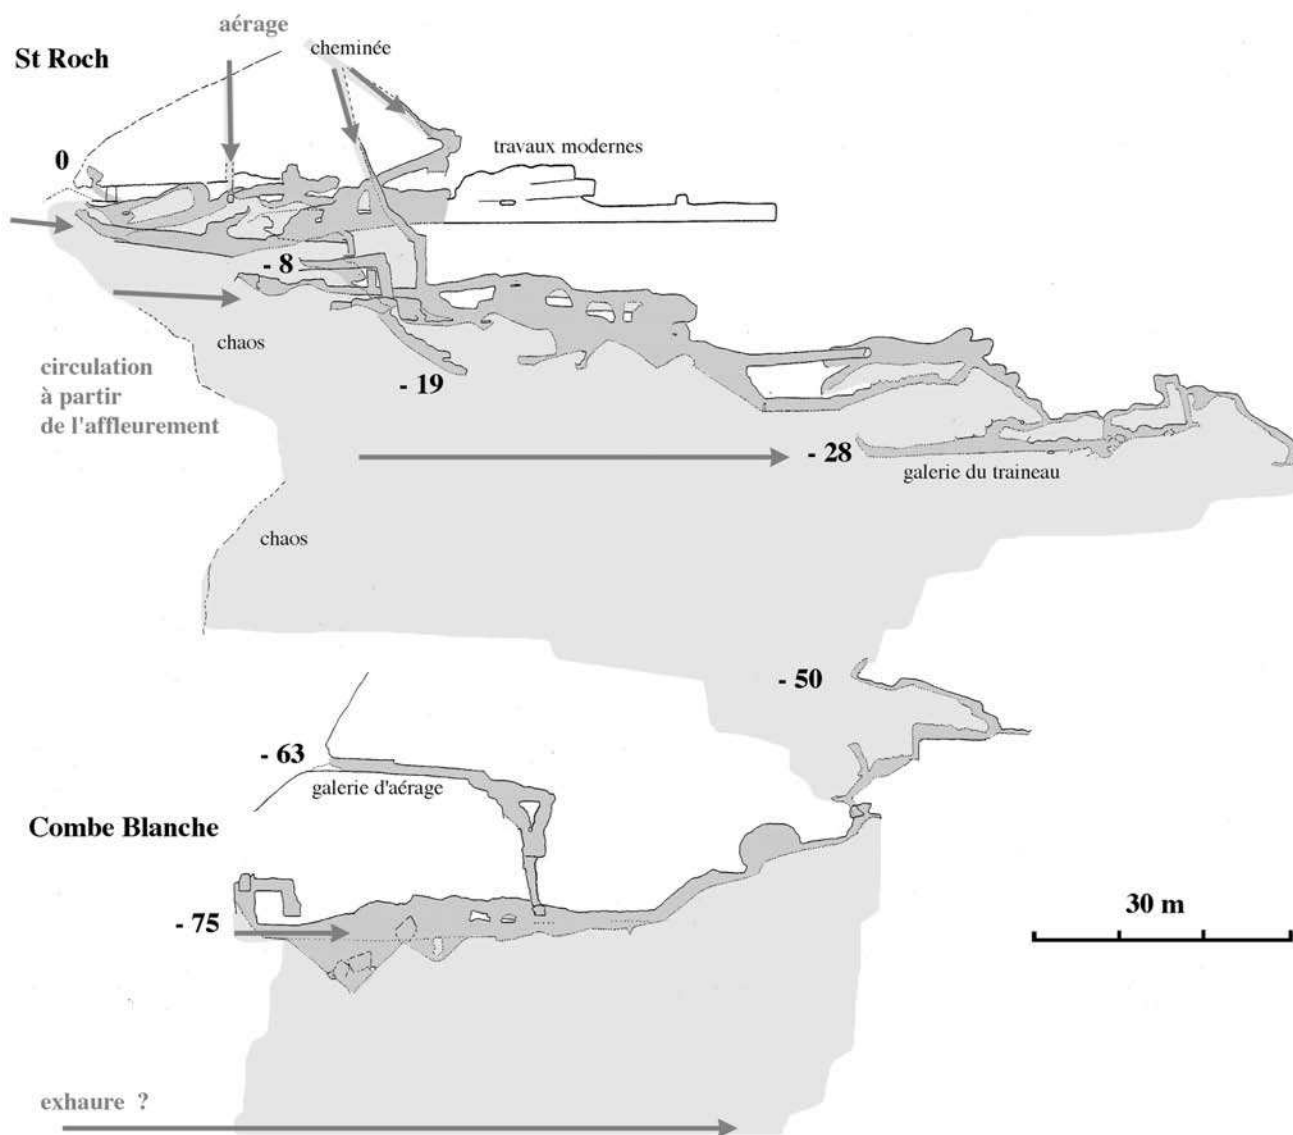 aérage
cheminée
St Roch
travaux modernes
0
- 8
chaos
circulation
à partir
de l'affleurement
- 19
- 28
galerie du traineau
chaos
- 50
- 63
galerie d'aérage
Combe Blanche
- 75
30 m
exhaure ?